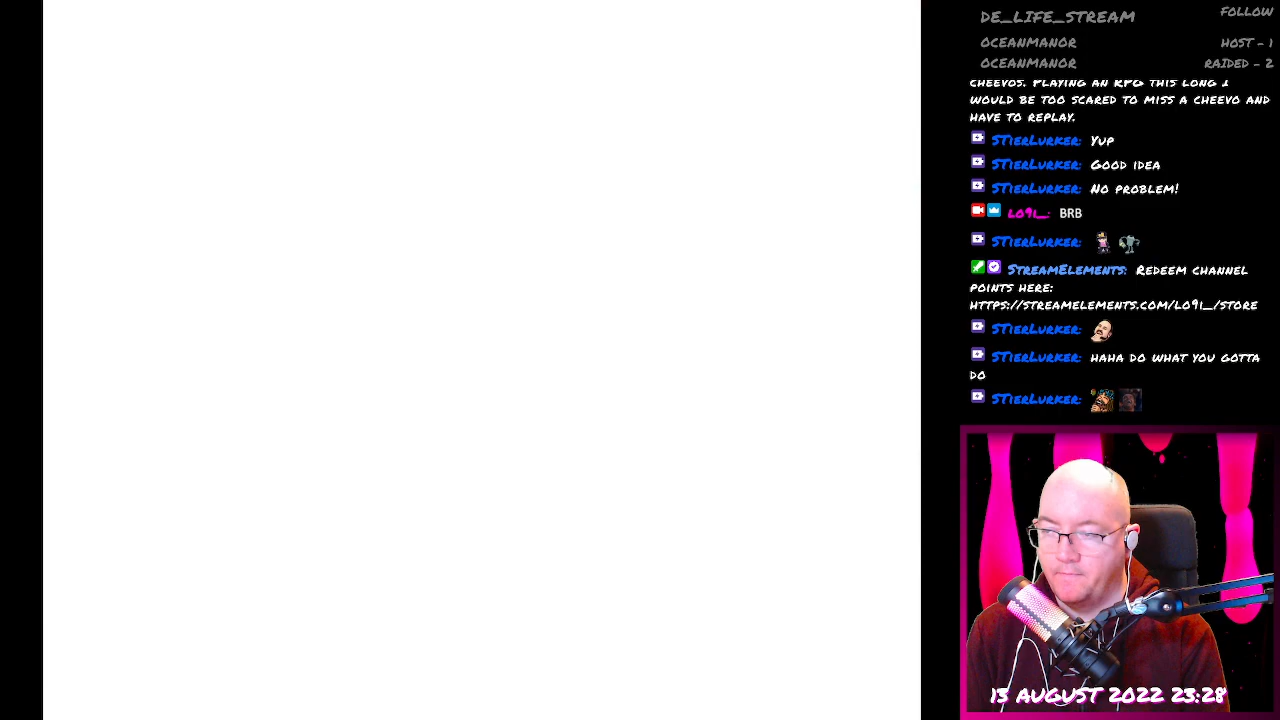 DE_LIFE_STREAM FOLLOW
OCEANMANOR HOST - 1
OCEANMANOR RAIDED - 2
CHEEVOS. PLAYING AN RPG THIS LONG I
WOULD BE TOO SCARED TO MISS A CHEEVO AND
HAVE TO REPLAY.
STierLurker: Yup
STierLurker: Good idea
STierLurker: No problem!
lo9i_: BRB
STierLurker:
StreamElements: Redeem channel
points here:
https://streamelements.com/lo9i_/store
STierLurker:
STierLurker: haha do what you gotta
do
STierLurker:
13 AUGUST 2022 23:28